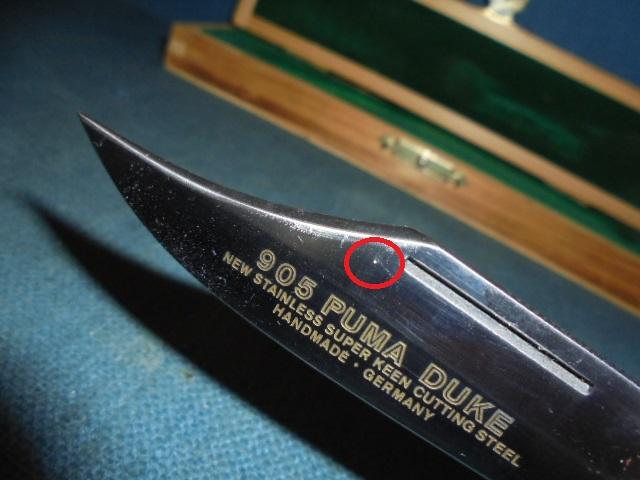 905 PUMA DUKE
NEW STAINLESS SUPER KEEN CUTTING STEEL
HANDMADE · GERMANY